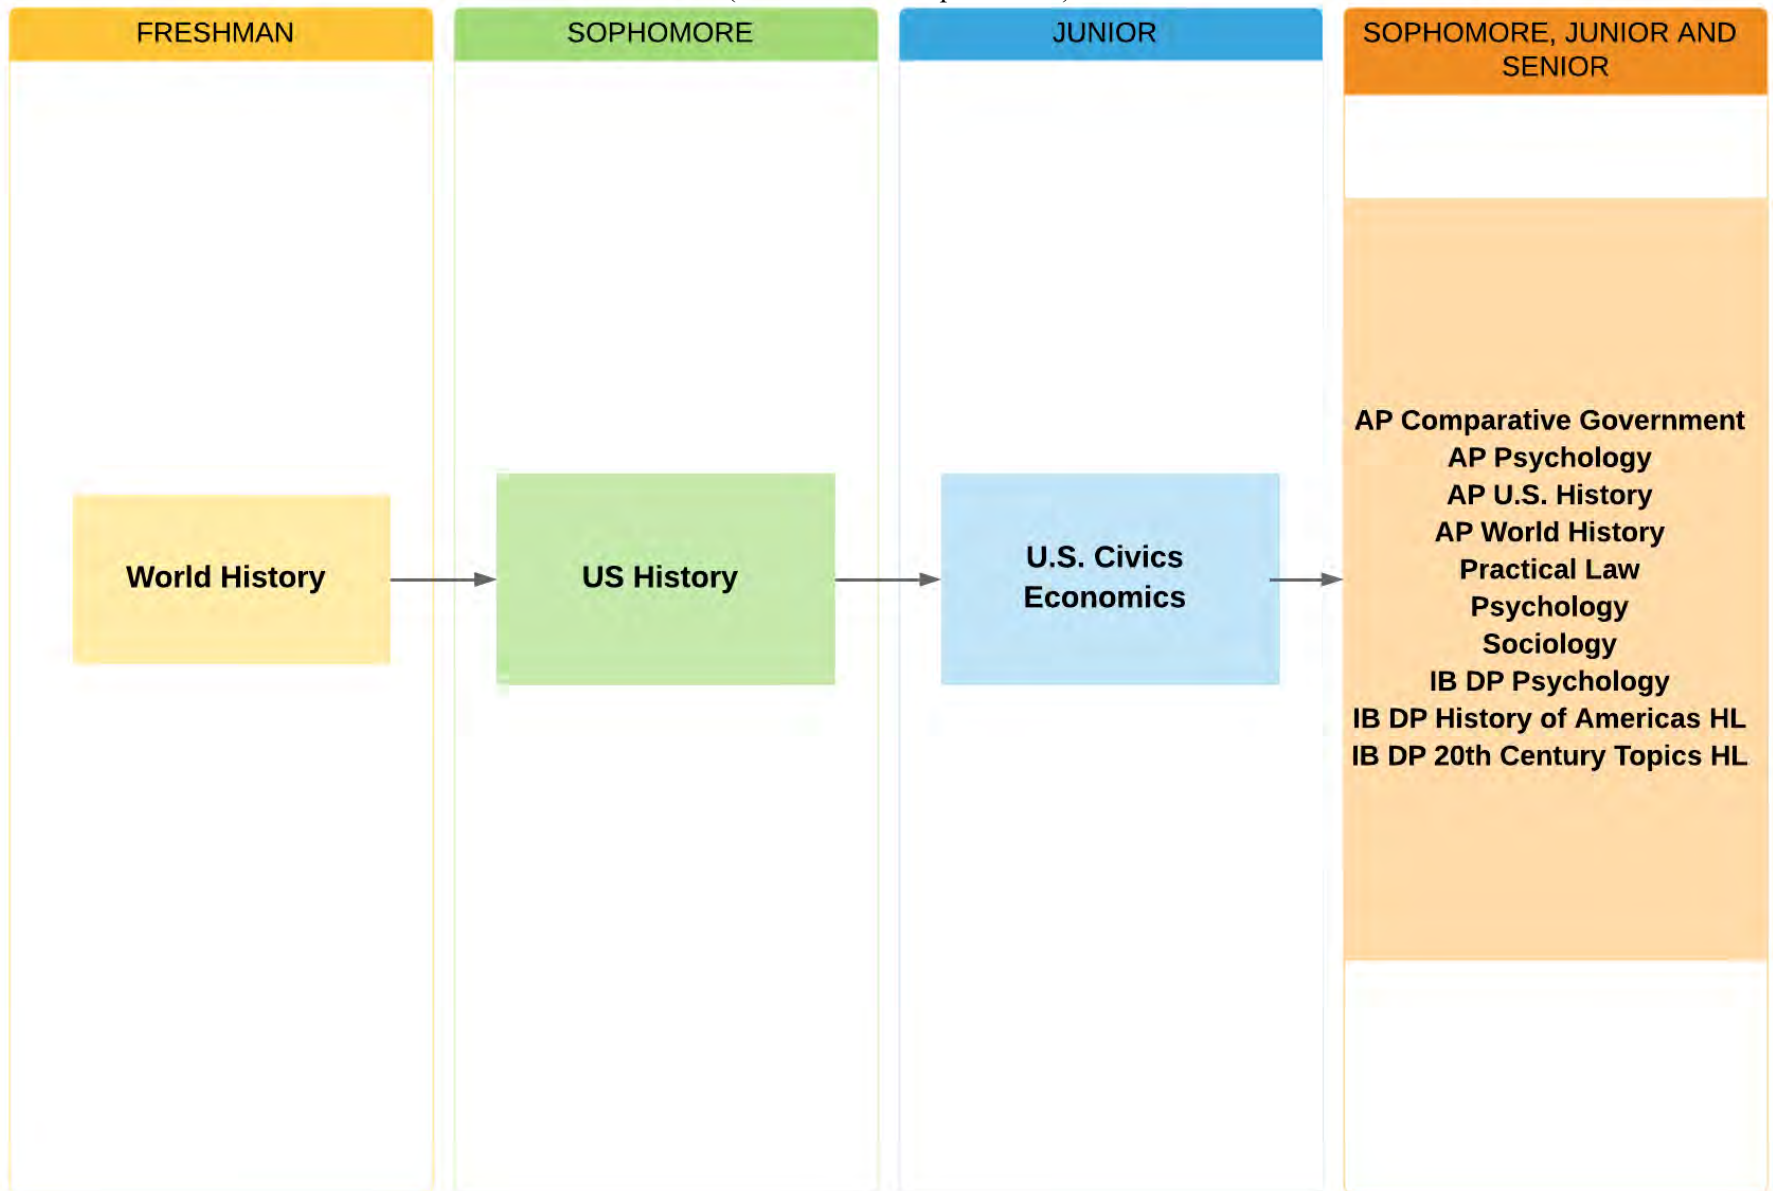 FRESHMAN
World History
SOPHOMORE
US History
JUNIOR
U.S. Civics
Economics
SOPHOMORE, JUNIOR AND
SENIOR
AP Comparative Government
AP Psychology
AP U.S. History
AP World History
Practical Law
Psychology
Sociology
IB DP Psychology
IB DP History of Americas HL
IB DP 20th Century Topics HL